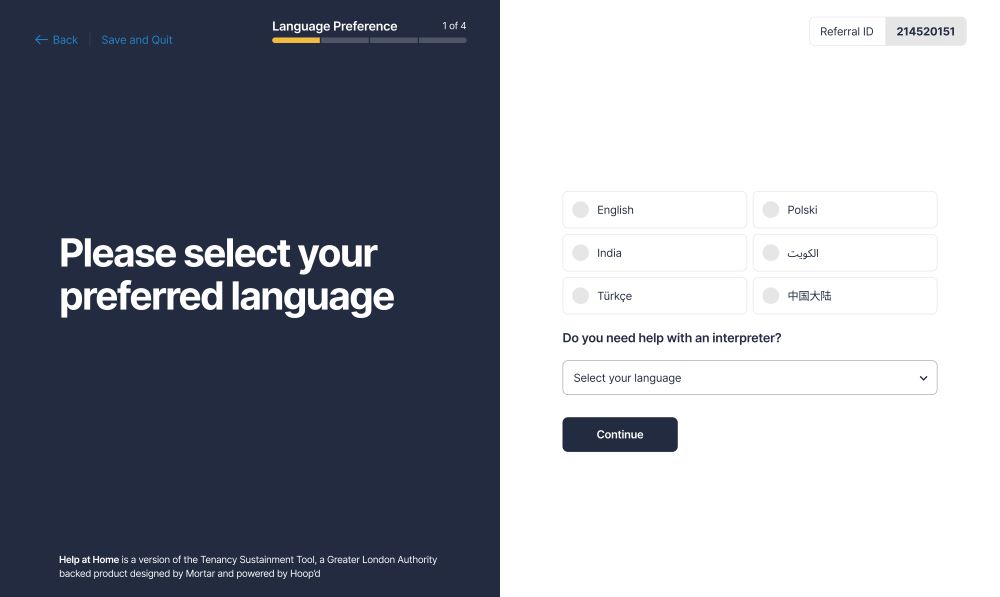 Back
Save and Quit
Language Preference
1 of 4
Referral ID
214520151
Please select your
preferred language
English
Polski
India
الكويت
Türkçe
中国大陆
Do you need help with an interpreter?
Select your language
Continue
Help at Home is a version of the Tenancy Sustainment Tool, a Greater London Authority
backed product designed by Mortar and powered by Hoop'd